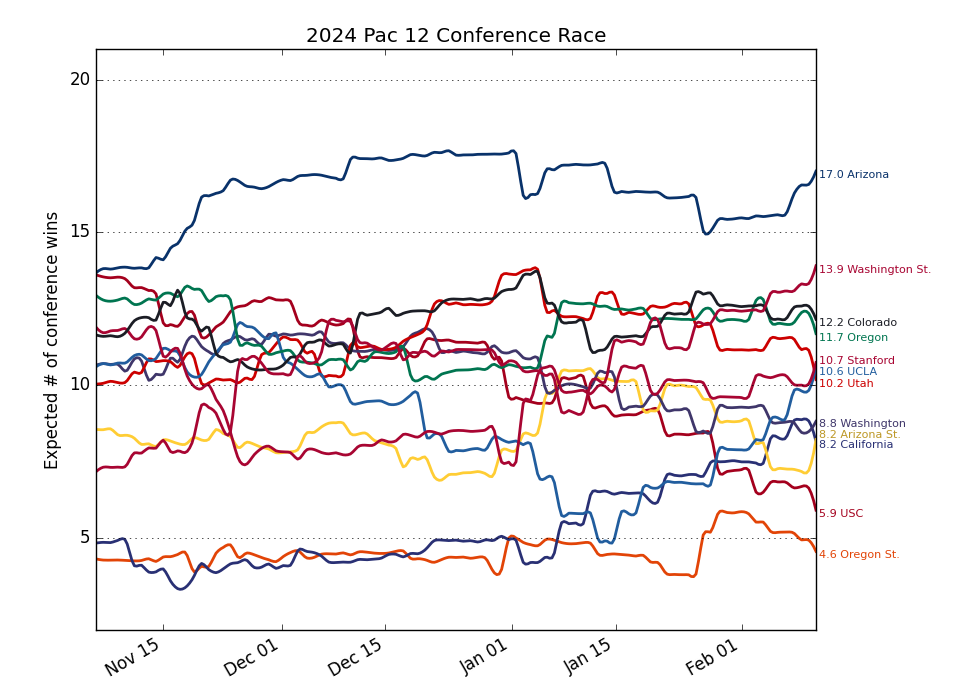 2024 Pac 12 Conference Race
Expected # of conference wins
20
15
10
5
Nov 15
Dec 01
Dec 15
Jan 01
Jan 15
Feb 01
17.0 Arizona
13.9 Washington St.
12.2 Colorado
11.7 Oregon
10.7 Stanford
10.6 UCLA
10.2 Utah
8.8 Washington
8.2 Arizona St.
8.2 California
5.9 USC
4.6 Oregon St.